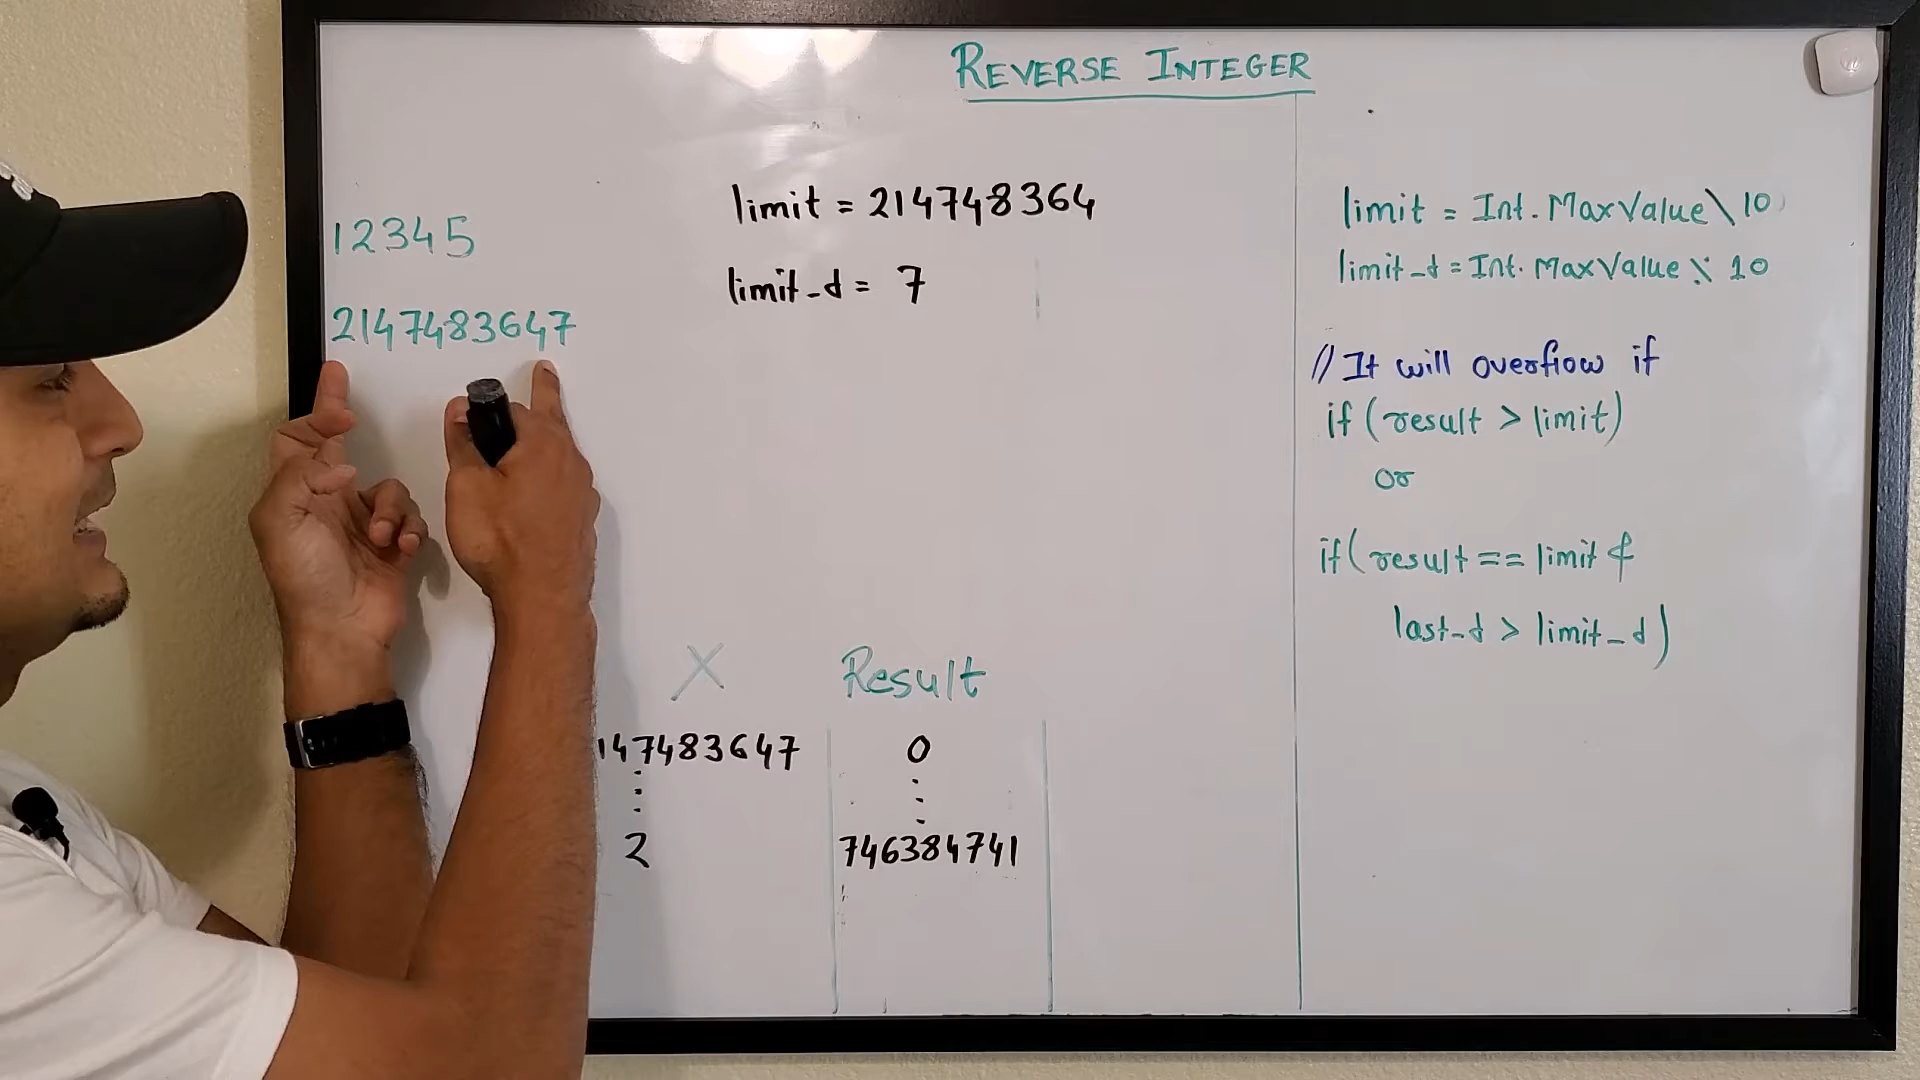 REVERSE INTEGER
12345
2147483647
limit = 214748364
limit_d = 7
X Result
147483647 0
2 746384741
limit = Int.MaxValue\10
limit_d = Int.MaxValue % 10
// It will overflow if
if (result > limit)
or
if (result == limit &
last_d > limit_d)